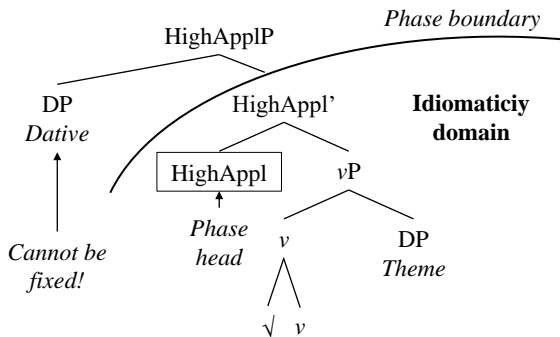 Phase boundary
HighApplP
DP
Dative
HighAppl’
Idiomaticiy
domain
HighAppl
vP
Phase
head
Cannot be
fixed!
v
DP
Theme
√ v